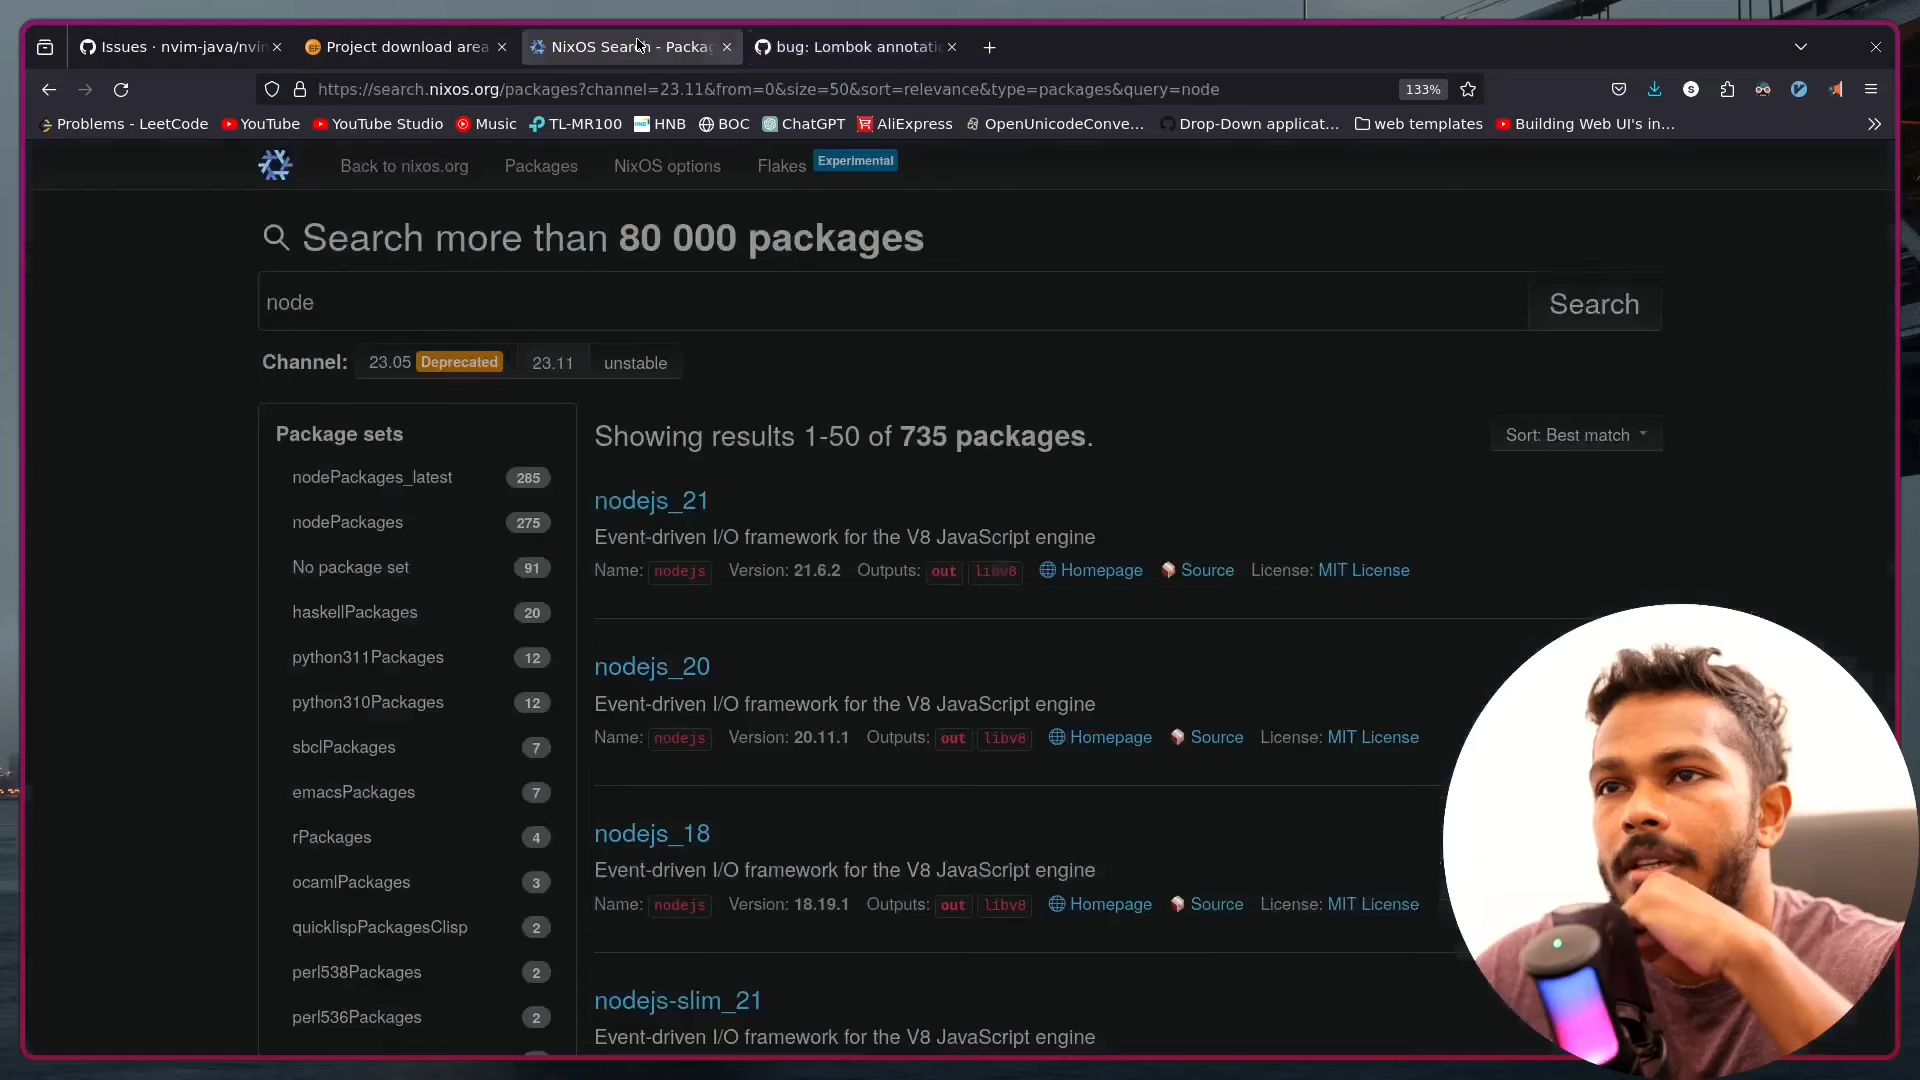 Issues · nvim-java/nvin
Project download area
NixOS Search - Packag
bug: Lombok annotatio
https://search.nixos.org/packages?channel=23.11&from=0&size=50&sort=relevance&type=packages&query=node
133%
Problems - LeetCode
YouTube
YouTube Studio
Music
TL-MR100
HNB
BOC
ChatGPT
AliExpress
OpenUnicodeConve...
Drop-Down applicat...
web templates
Building Web UI's in...
Back to nixos.org
Packages
NixOS options
Flakes
Experimental
Search more than 80 000 packages
node
Search
Channel: 23.05 Deprecated 23.11 unstable
Package sets
nodePackages_latest 285
nodePackages 275
No package set 91
haskellPackages 20
python311Packages 12
python310Packages 12
sbclPackages 7
emacsPackages 7
rPackages 4
ocamlPackages 3
quicklispPackagesClisp 2
perl538Packages 2
perl536Packages 2
Showing results 1-50 of 735 packages.
Sort: Best match
nodejs_21
Event-driven I/O framework for the V8 JavaScript engine
Name: nodejs Version: 21.6.2 Outputs: out libv8 Homepage Source License: MIT License
nodejs_20
Event-driven I/O framework for the V8 JavaScript engine
Name: nodejs Version: 20.11.1 Outputs: out libv8 Homepage Source License: MIT License
nodejs_18
Event-driven I/O framework for the V8 JavaScript engine
Name: nodejs Version: 18.19.1 Outputs: out libv8 Homepage Source License: MIT License
nodejs-slim_21
Event-driven I/O framework for the V8 JavaScript engine